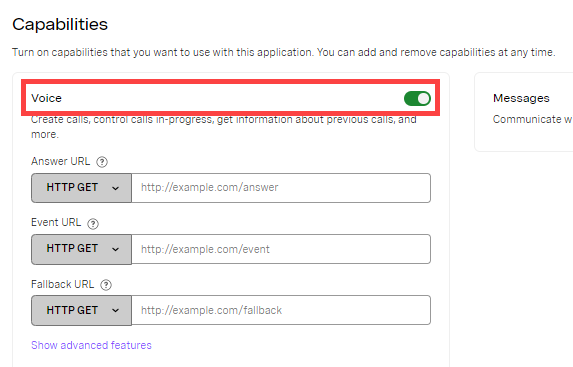 Capabilities
Turn on capabilities that you want to use with this application. You can add and remove capabilities at any time.
Voice
Create calls, control calls in-progress, get information about previous calls, and
more.
Answer URL ?
HTTP GET http://example.com/answer
Event URL ?
HTTP GET http://example.com/event
Fallback URL ?
HTTP GET http://example.com/fallback
Show advanced features
Messages
Communicate w